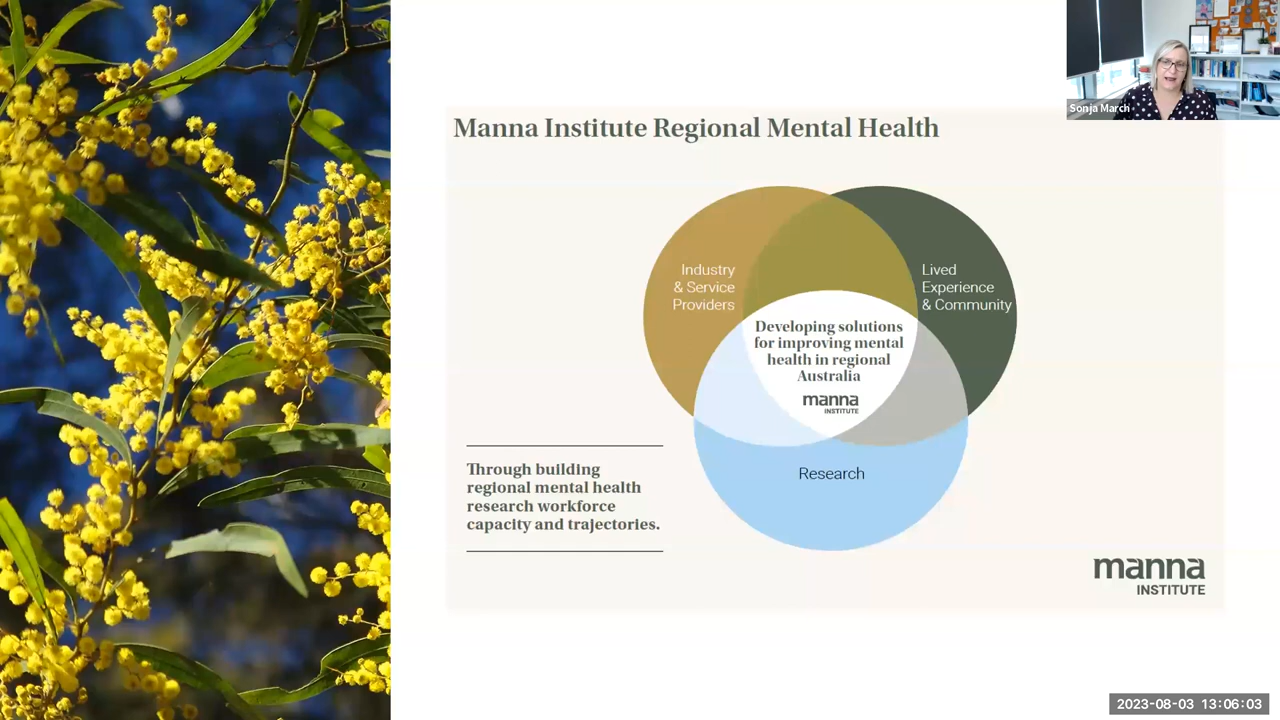 Sonja March
Manna Institute Regional Mental Health
Industry
& Service
Providers
Lived
Experience
& Community
Developing solutions
for improving mental
health in regional
Australia
manna
INSTITUTE
Research
Through building
regional mental health
research workforce
capacity and trajectories.
manna
INSTITUTE
2023-08-03 13:06:03